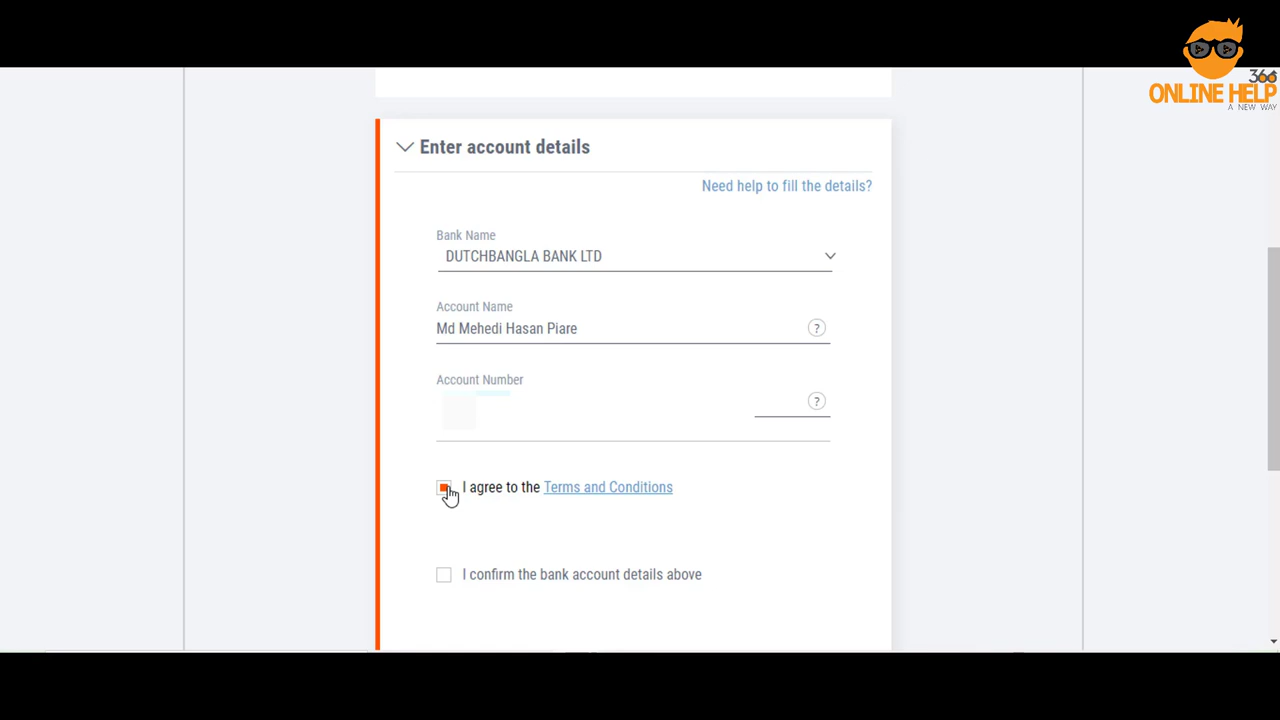 366
ONLINE HELP
A NEW WAY
Enter account details
Need help to fill the details?
Bank Name
DUTCHBANGLA BANK LTD
Account Name
Md Mehedi Hasan Piare
?
Account Number
?
I agree to the Terms and Conditions
I confirm the bank account details above